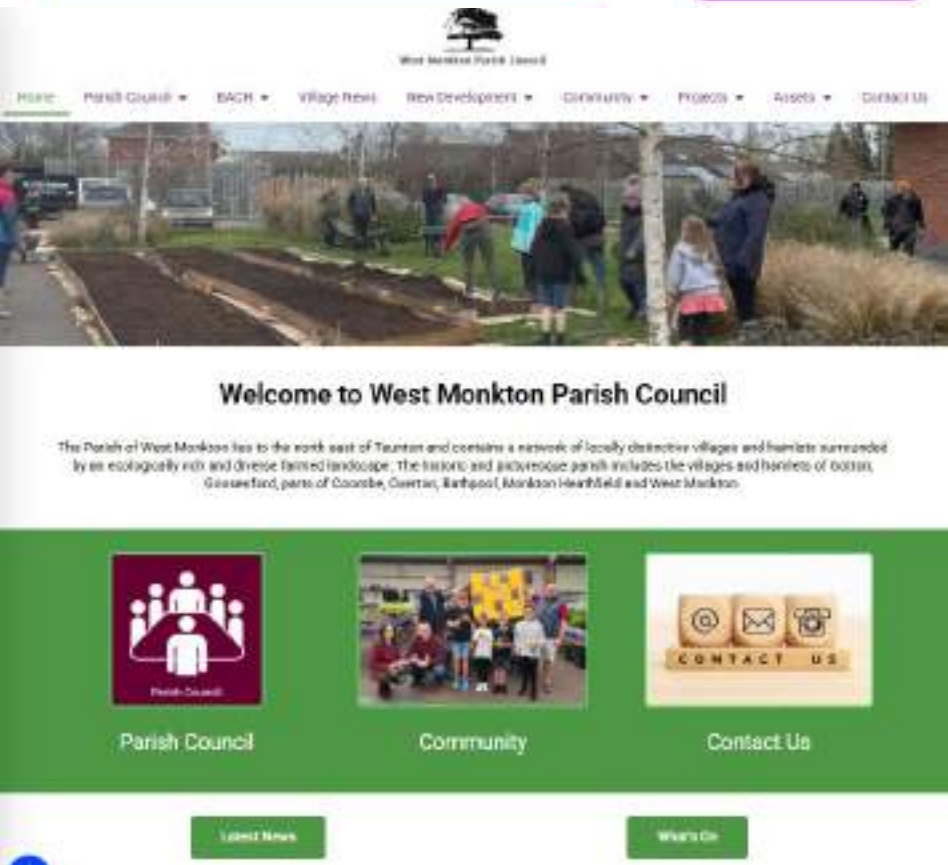 West Monkton Parish Council
Home Parish Council BACH Village News New Development Community Projects Assets Contact Us
Welcome to West Monkton Parish Council
The Parish of West Monkton lies to the north east of Taunton and contains a network of locally distinctive villages and hamlets surrounded
by an ecologically rich and diverse farmed landscape. The historic and picturesque parish includes the villages and hamlets of
Goosenford, parts of Coombe, Overton, Bathpool, Monkton Heathfield and West Monkton.
Parish Council
CONTACT US
Parish Council Community Contact Us
Latest News What's On